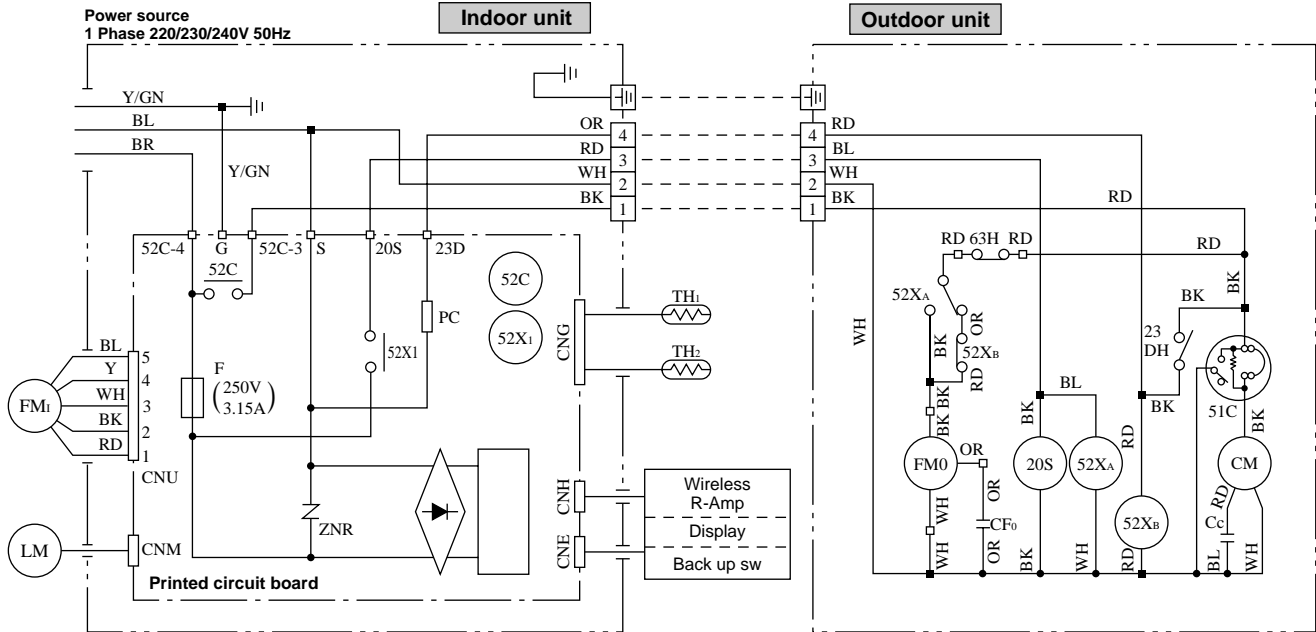 Power source
1 Phase 220/230/240V 50Hz
Indoor unit
Outdoor unit
Y/GN
BL
BR
Y/GN
OR
RD
WH
BK
4
3
2
1
4
3
2
1
RD
BL
WH
BK
RD
52C-4
G
52C-3
S
20S
23D
52C
52C
52X1
PC
52X1
CNG
TH1
TH2
F
(250V
3.15A)
BL
Y
WH
BK
RD
5
4
3
2
1
FMI
CNU
ZNR
LM
CNM
CNH
CNE
Printed circuit board
Wireless
R-Amp
Display
Back up sw
WH
RD
63H
RD
RD
52XA
BK
OR
52XB
RD
BK
BK
BK
FM0
OR
OR
CF0
OR
WH
WH
BK
BL
20S
52XA
BK
WH
RD
52XB
RD
BK
BK
23
DH
BK
51C
BK
CM
RD
Cc
BL
WH